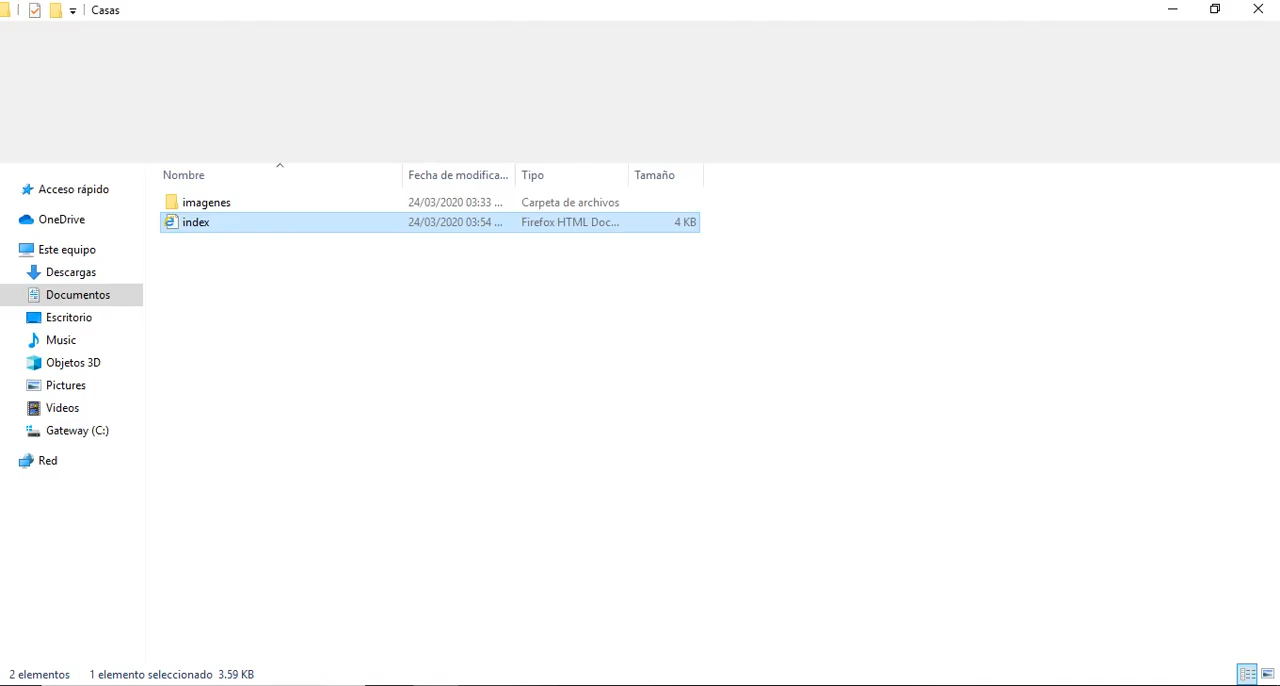 Casas
Nombre Fecha de modifica... Tipo Tamaño
imagenes 24/03/2020 03:33 ... Carpeta de archivos
index 24/03/2020 03:54 ... Firefox HTML Doc... 4 KB
Acceso rápido
OneDrive
Este equipo
Descargas
Documentos
Escritorio
Music
Objetos 3D
Pictures
Videos
Gateway (C:)
Red
2 elementos 1 elemento seleccionado 3.59 KB